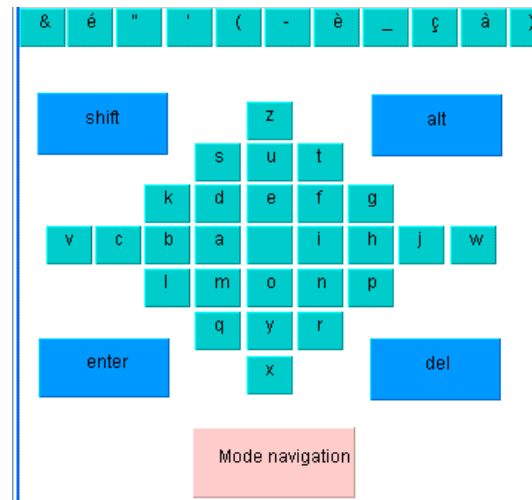 & é " ' ( - è _ ç à )
shift z alt
s u t
k d e f g
v c b a i h j w
l m o n p
q y r
enter x del
Mode navigation